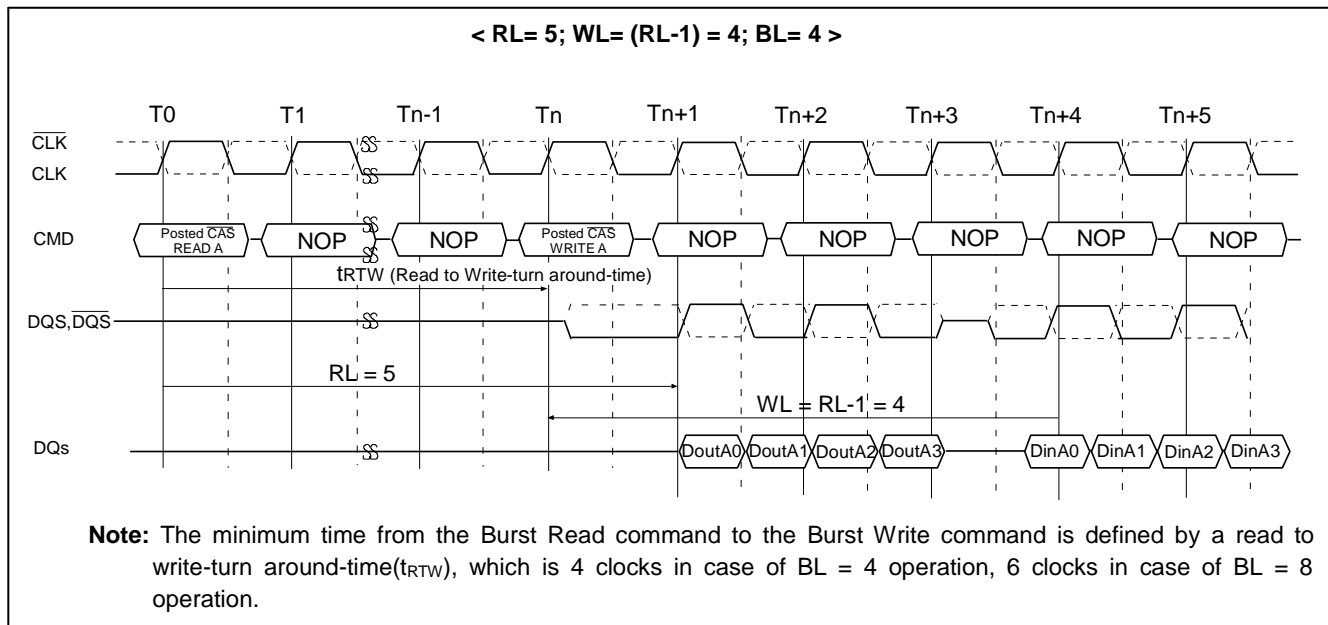 < RL= 5; WL= (RL-1) = 4; BL= 4 >
T0 T1 Tn-1 Tn Tn+1 Tn+2 Tn+3 Tn+4 Tn+5
CLK
CLK
CMD
Posted CAS
READ A
NOP
NOP
Posted CAS
WRITE A
NOP
NOP
NOP
NOP
NOP
tRTW (Read to Write-turn around-time)
DQS,DQS
RL = 5
WL = RL-1 = 4
DQs
DoutA0 DoutA1 DoutA2 DoutA3 DinA0 DinA1 DinA2 DinA3
Note: The minimum time from the Burst Read command to the Burst Write command is defined by a read to
write-turn around-time(tRTW), which is 4 clocks in case of BL = 4 operation, 6 clocks in case of BL = 8
operation.